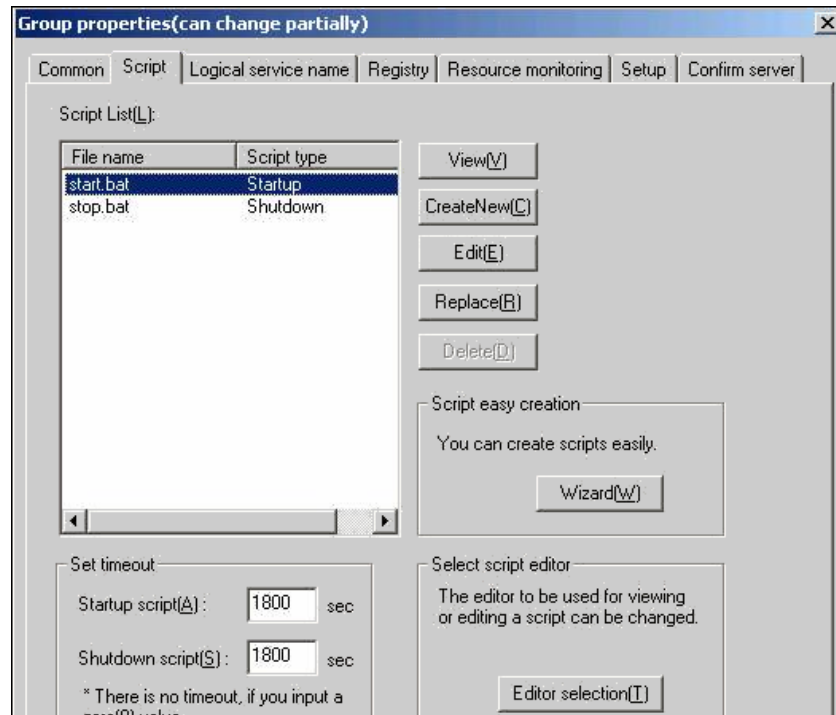 Group properties(can change partially)
Common Script Logical service name Registry Resource monitoring Setup Confirm server
Script List(L):
File name Script type
start.bat Startup
stop.bat Shutdown
View(V)
CreateNew(C)
Edit(E)
Replace(R)
Delete(D)
Script easy creation
You can create scripts easily.
Wizard(W)
Set timeout
Startup script(A) : 1800 sec
Shutdown script(S) : 1800 sec
* There is no timeout, if you input a
Select script editor
The editor to be used for viewing
or editing a script can be changed.
Editor selection(T)